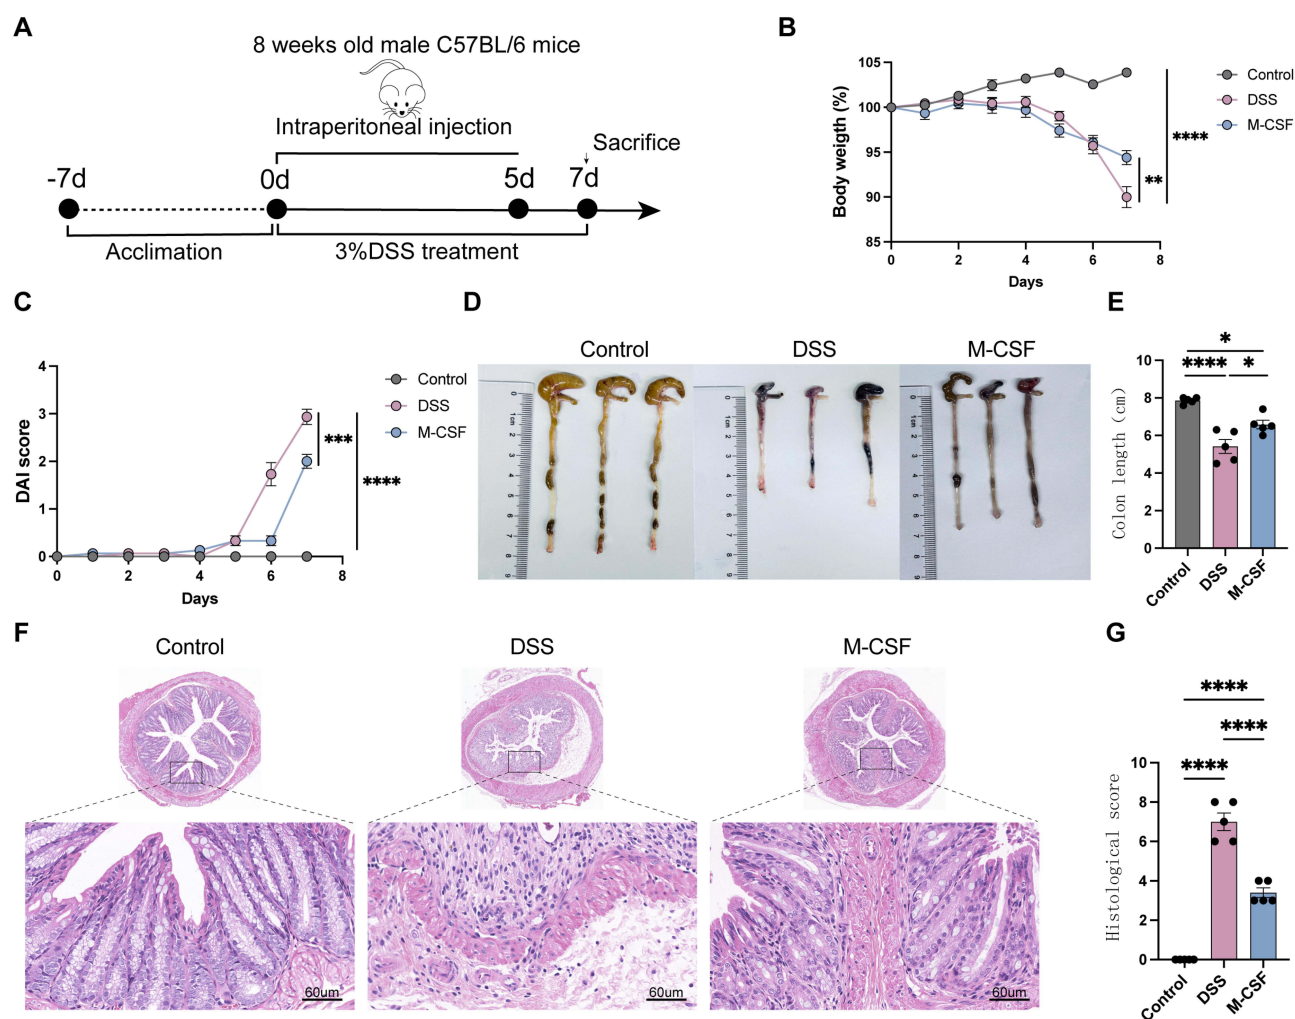 A
8 weeks old male C57BL/6 mice
Intraperitoneal injection
Sacrifice
-7d
0d
5d
7d
Acclimation
3%DSS treatment
B
105
100
95
90
85
Body weigth (%)
0 2 4 6 8
Days
Control
DSS
M-CSF
****
**
C
4
3
2
1
0
DAI score
0 2 4 6 8
Days
Control
DSS
M-CSF
***
****
D
Control
DSS
M-CSF
E
*
**** *
10
8
6
4
2
0
Colon length (cm)
Control
DSS
M-CSF
F
Control
DSS
M-CSF
60um
60um
60um
G
****
****
****
10
8
6
4
2
0
Histological score
Control
DSS
M-CSF